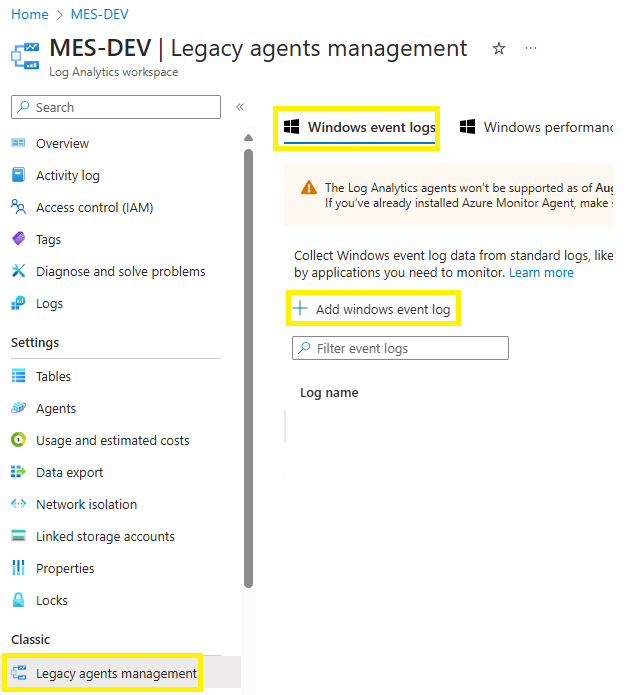 Home > MES-DEV
MES-DEV | Legacy agents management
Log Analytics workspace
Search
Overview
Activity log
Access control (IAM)
Tags
Diagnose and solve problems
Logs
Settings
Tables
Agents
Usage and estimated costs
Data export
Network isolation
Linked storage accounts
Properties
Locks
Classic
Legacy agents management
Windows event logs
Windows performanc
The Log Analytics agents won't be supported as of Aug
If you've already installed Azure Monitor Agent, make s
Collect Windows event log data from standard logs, like
by applications you need to monitor. Learn more
Add windows event log
Filter event logs
Log name